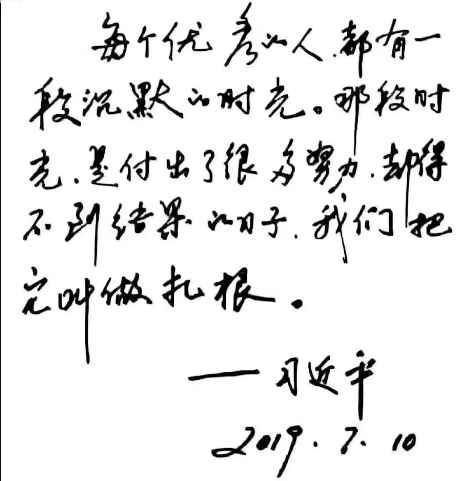 每个优秀的人.都有一
段沉默的时光。那段时
光.是付出了很多努力.却得
不到结果的日子.我们把
它叫做扎根。
——习近平
2019.7.10